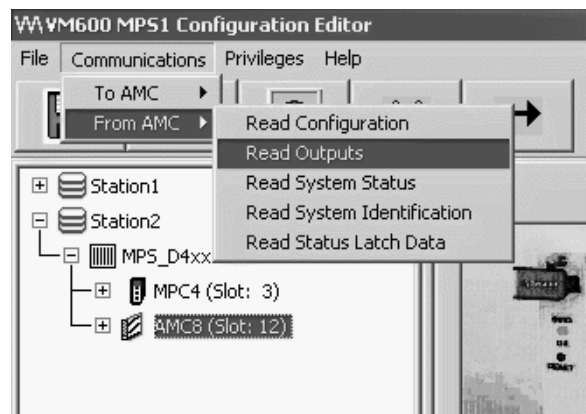 VM600 MPS1 Configuration Editor
File Communications Privileges Help
To AMC
From AMC
Read Configuration
Read Outputs
Read System Status
Read System Identification
Read Status Latch Data
Station1
Station2
MPS_D4xx
MPC4 (Slot: 3)
AMC8 (Slot: 12)